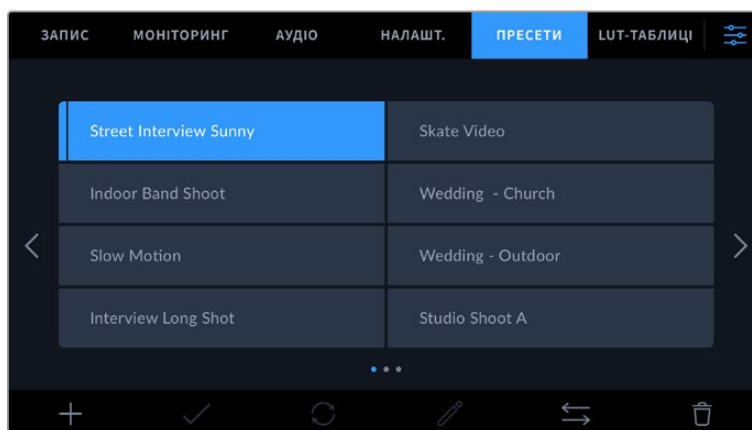 ЗАПИС МОНІТОРИНГ АУДІО НАЛАШТ. ПРЕСЕТИ LUT-ТАБЛИЦІ
Street Interview Sunny Skate Video
Indoor Band Shoot Wedding - Church
Slow Motion Wedding - Outdoor
Interview Long Shot Studio Shoot A